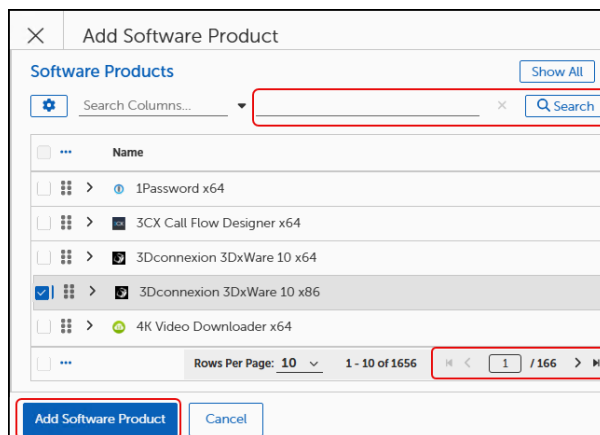 Add Software Product
Software Products
Show All
Search Columns...
Search
Name
1Password x64
3CX Call Flow Designer x64
3Dconnexion 3DxWare 10 x64
3Dconnexion 3DxWare 10 x86
4K Video Downloader x64
Rows Per Page: 10 1 - 10 of 1656 1 / 166
Add Software Product Cancel